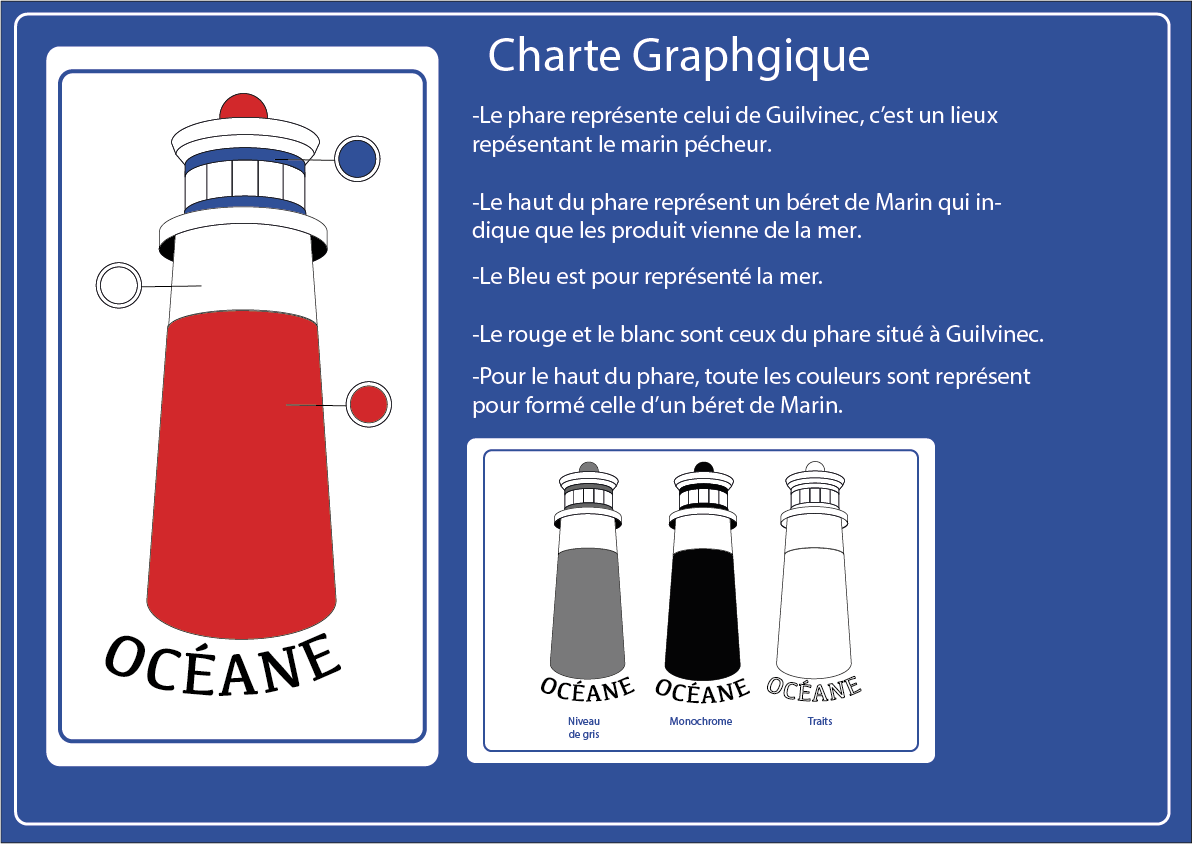 Charte Graphgique
-Le phare représente celui de Guilvinec, c’est un lieux
repésentant le marin pécheur.
-Le haut du phare représent un béret de Marin qui in-
dique que les produit vienne de la mer.
-Le Bleu est pour représenté la mer.
-Le rouge et le blanc sont ceux du phare situé à Guilvinec.
-Pour le haut du phare, toute les couleurs sont représent
pour formé celle d’un béret de Marin.
OCÉANE
OCÉANE
OCÉANE
OCÉANE
Niveau
de gris
Monochrome
Traits